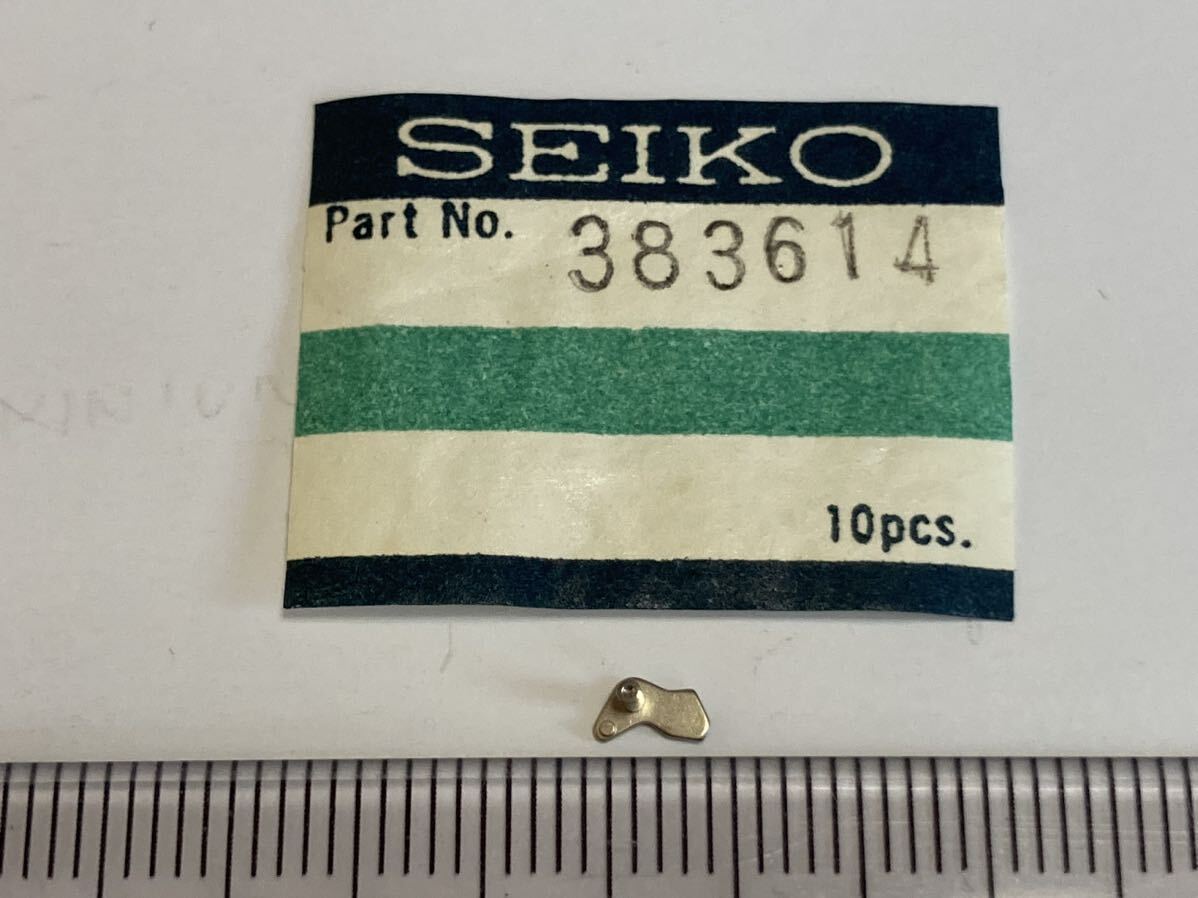 SEIKO
Part No. 383614
10pcs.